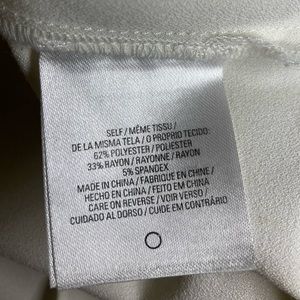 SELF / MÊME TISSU /
DE LA MISMA TELA / O PRÓPRIO TECIDO:
62% POLYESTER / POLIÉSTER
33% RAYON / RAYONNE / RAYON
5% SPANDEX
MADE IN CHINA / FABRIQUÉ EN CHINE /
HECHO EN CHINA / FEITO EM CHINA
CARE ON REVERSE / VOIR VERSO /
CUIDADO AL DORSO / CUIDE EM CONTRÁRIO